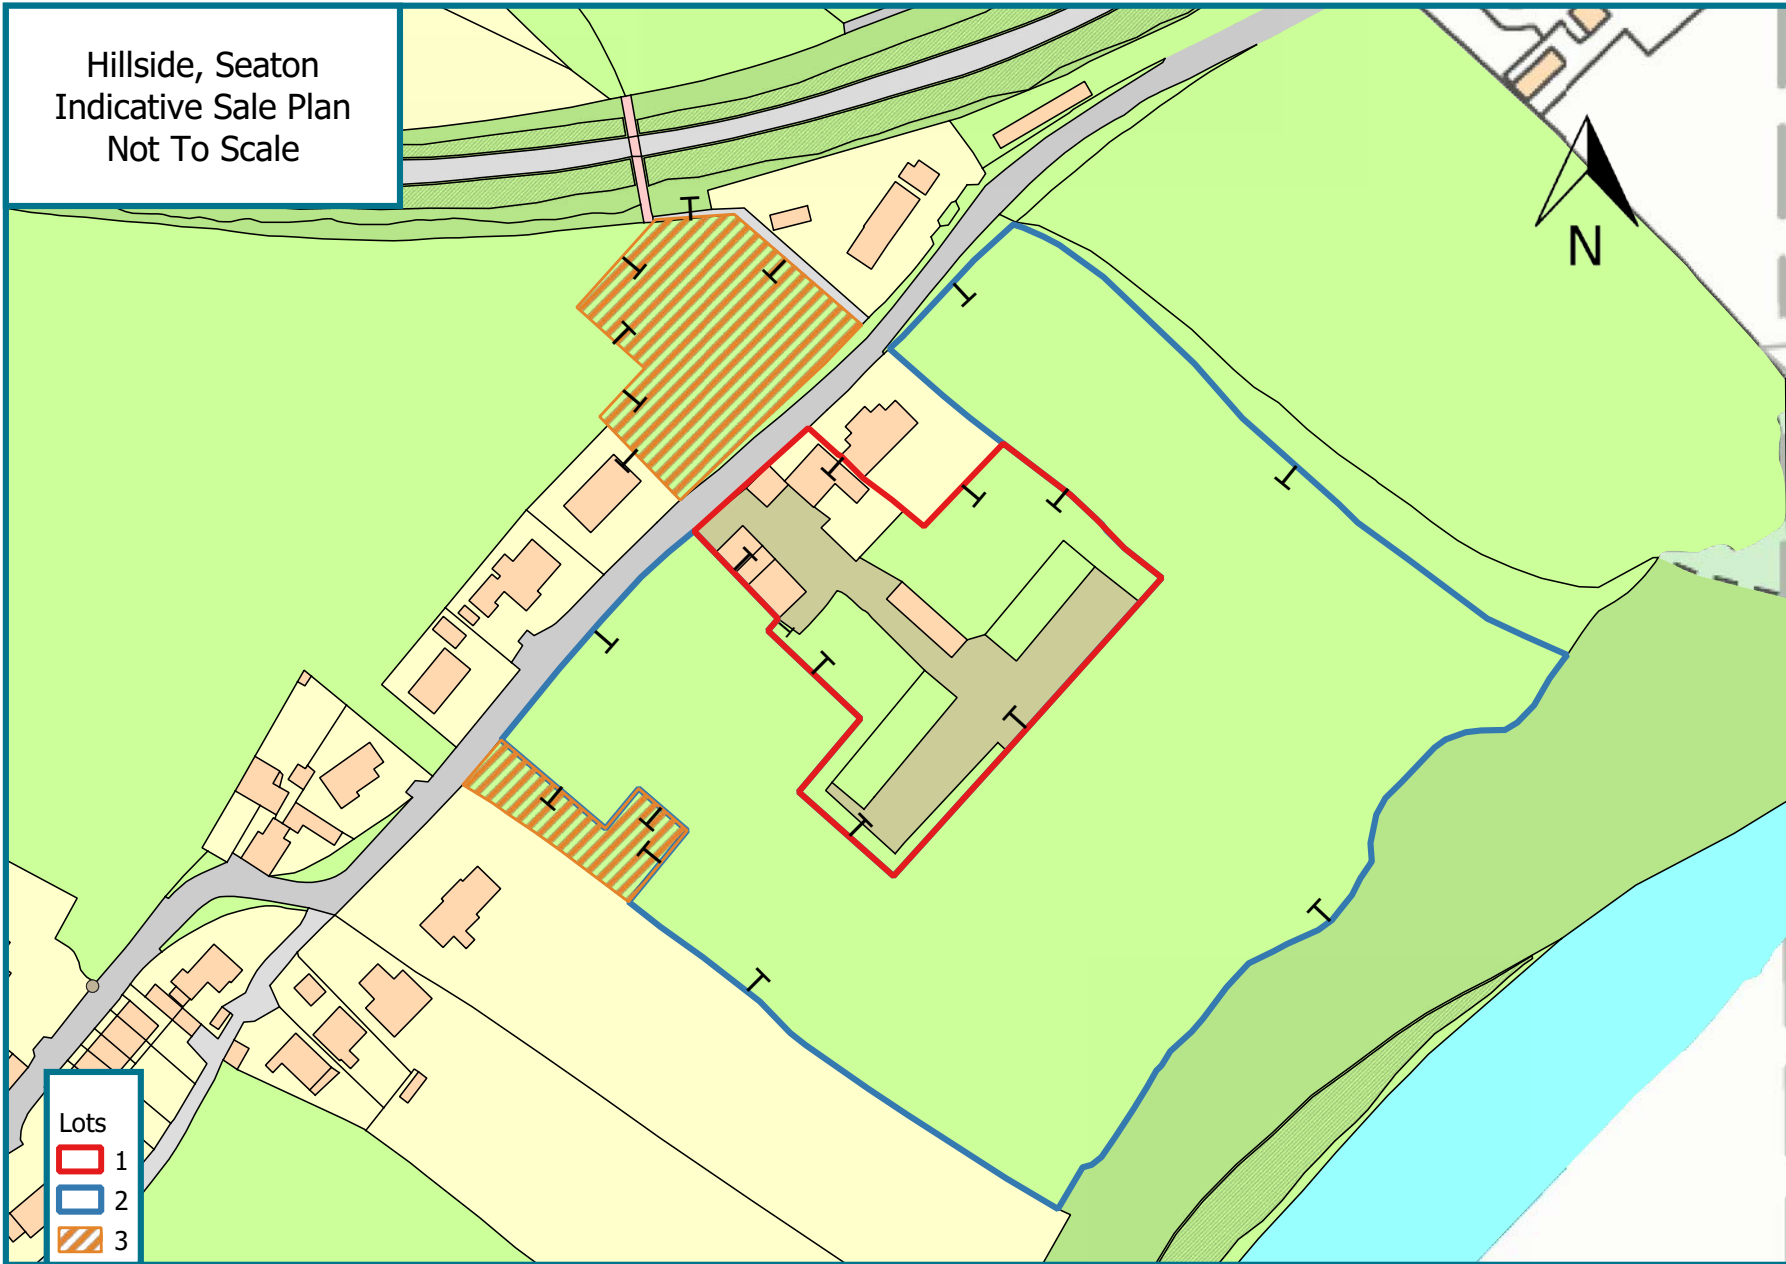 Hillside, Seaton
Indicative Sale Plan
Not To Scale
N
Lots
1
2
3